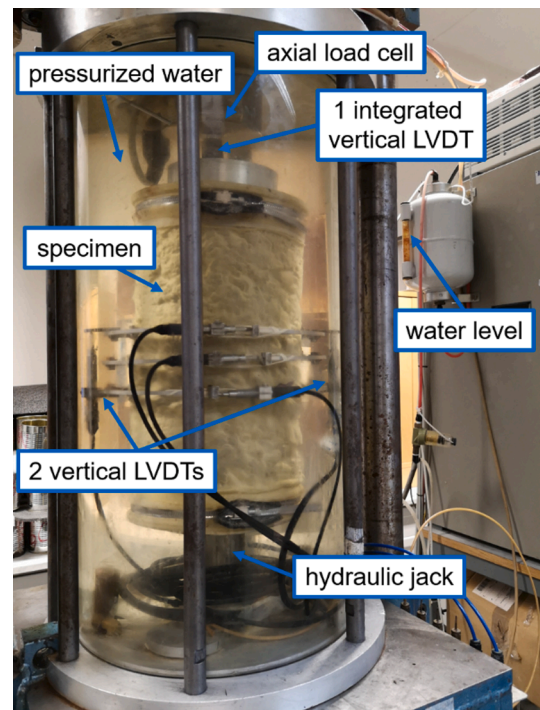 axial load cell
pressurized water
1 integrated
vertical LVDT
specimen
water level
2 vertical LVDTs
hydraulic jack